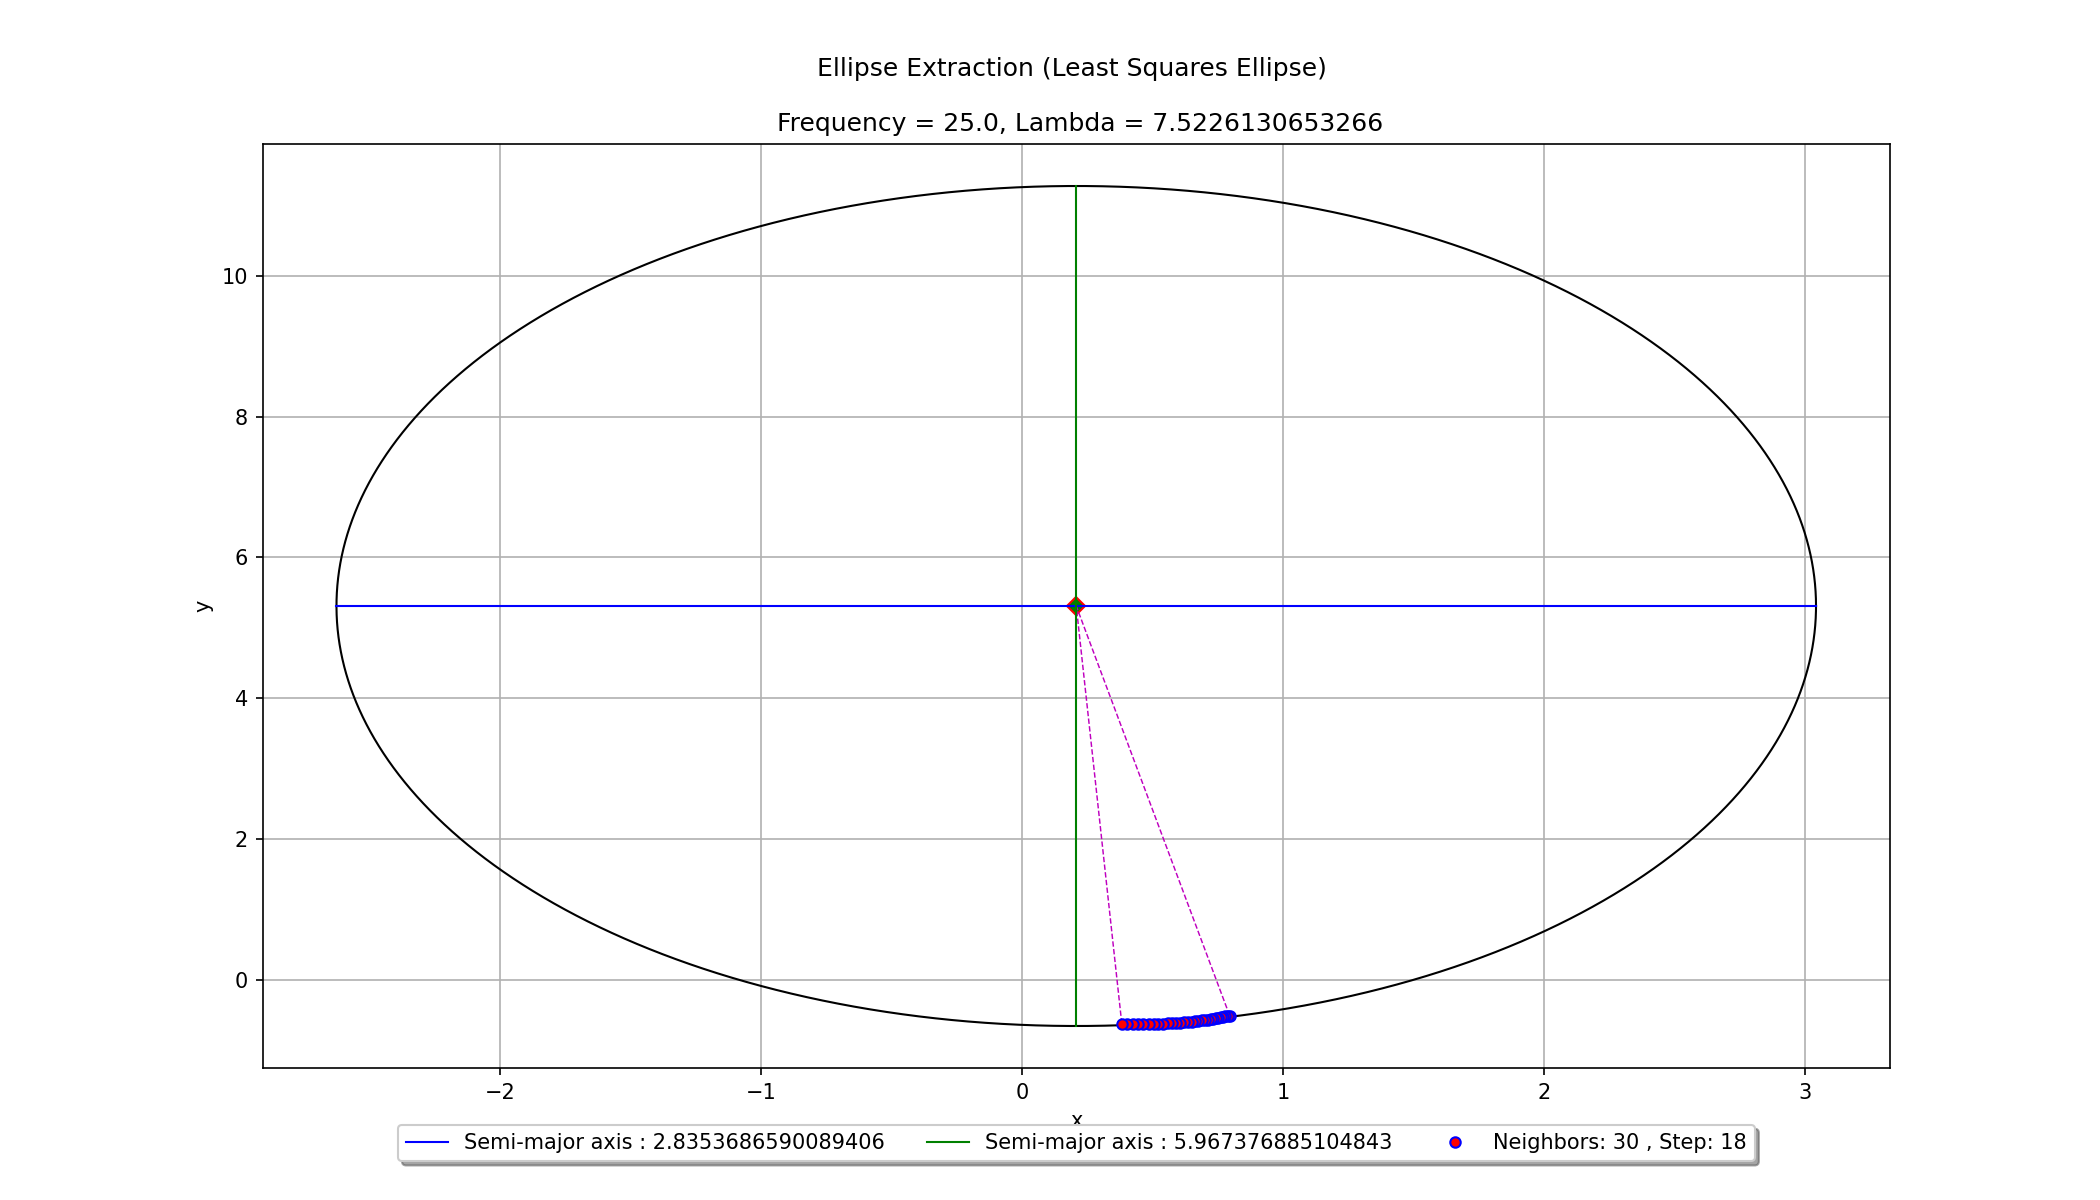 Ellipse Extraction (Least Squares Ellipse)
Frequency = 25.0, Lambda = 7.5226130653266
10
8
6
4
2
0
y
−2 −1 0 1 2 3
x
Semi-major axis : 2.8353686590089406 Semi-major axis : 5.967376885104843 Neighbors: 30 , Step: 18